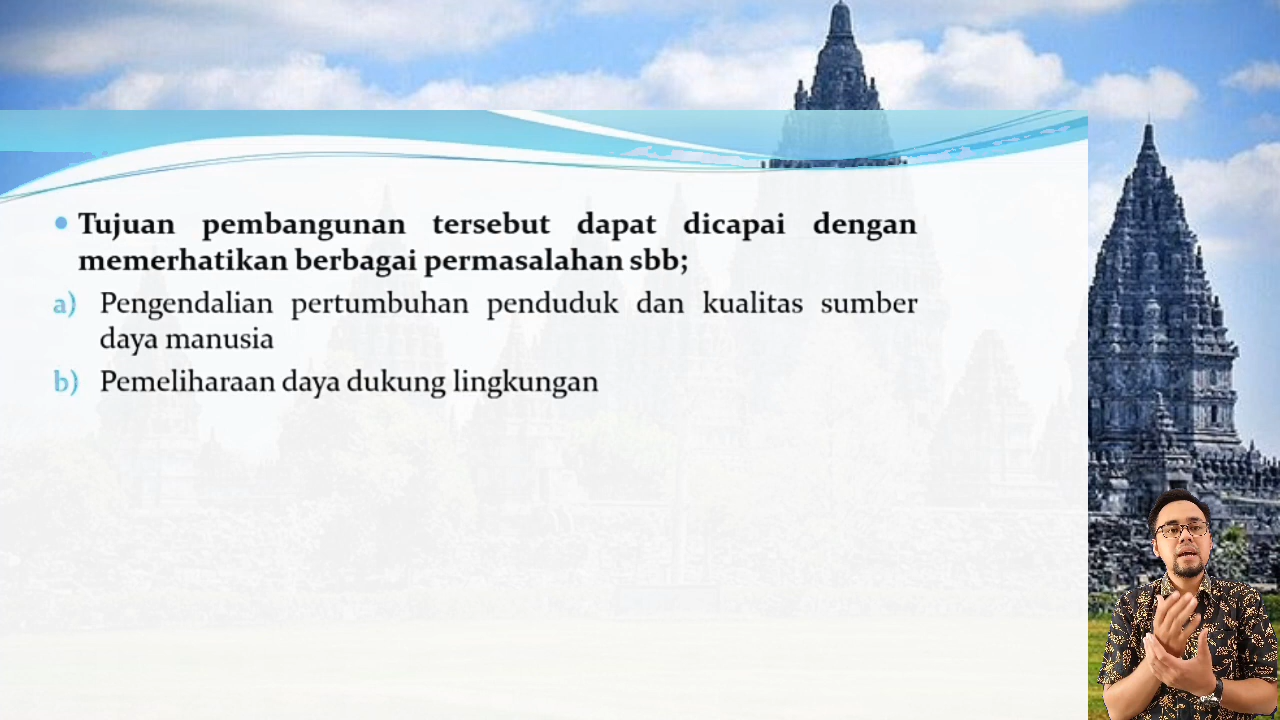 • Tujuan pembangunan tersebut dapat dicapai dengan
memerhatikan berbagai permasalahan sbb;
a) Pengendalian pertumbuhan penduduk dan kualitas sumber
daya manusia
b) Pemeliharaan daya dukung lingkungan